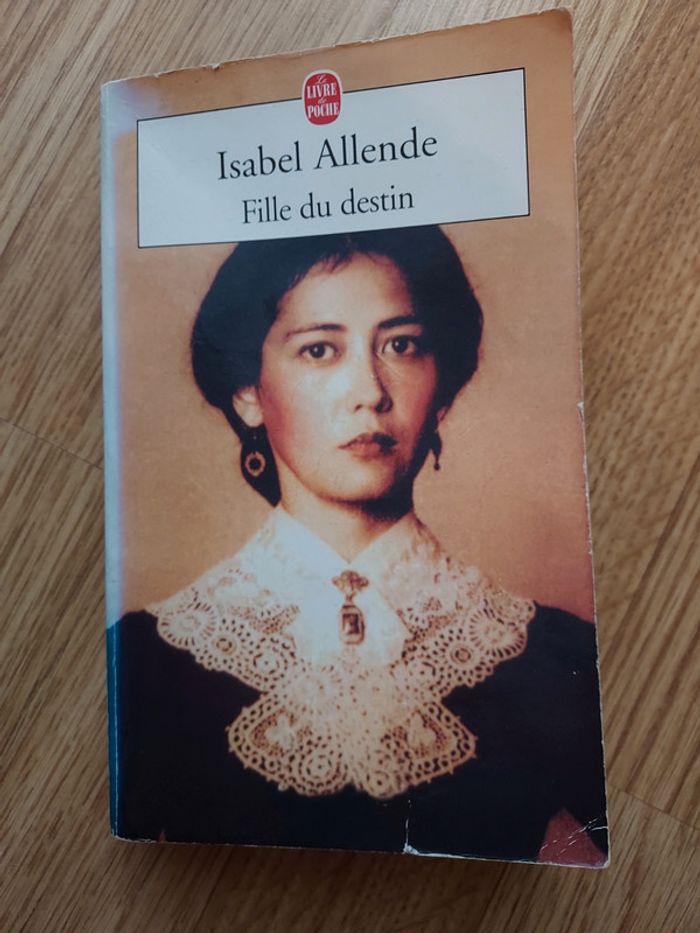 Le
LIVRE
de
POCHE
Isabel Allende
Fille du destin